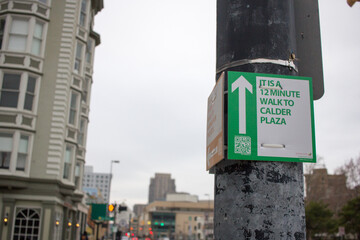 IT IS A
12 MINUTE
WALK TO
CALDER
PLAZA